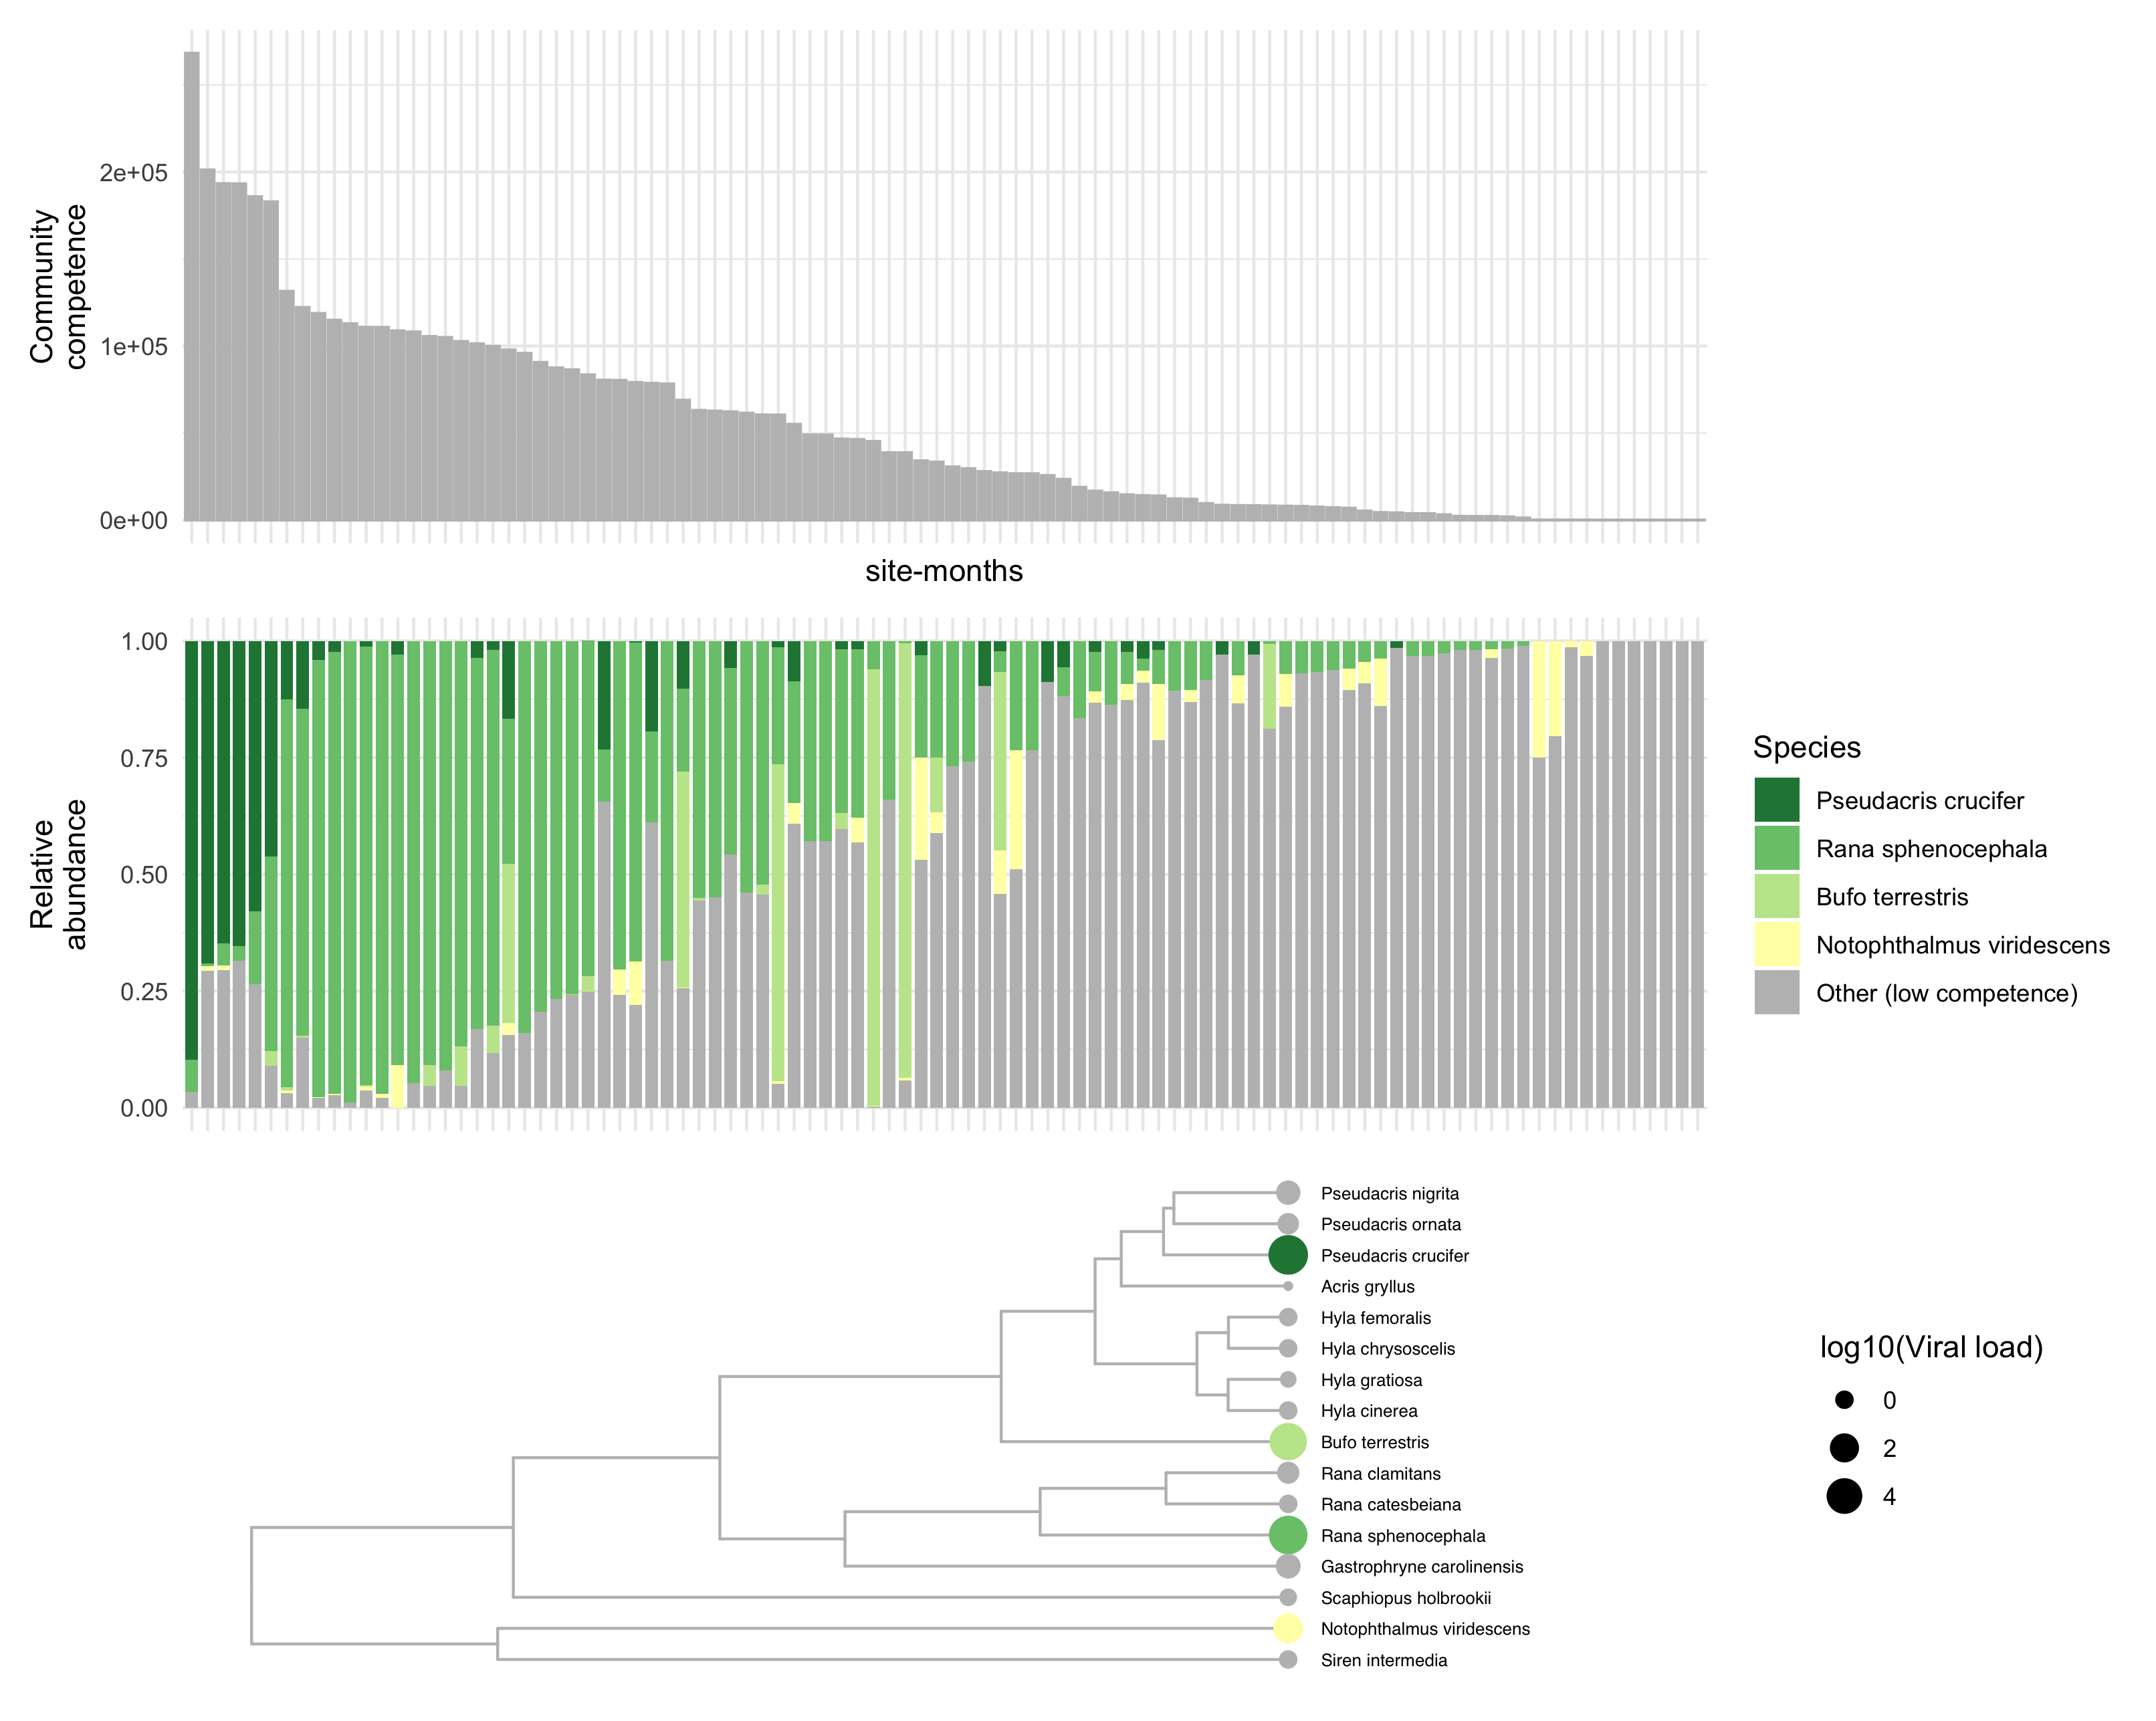 Community
competence
2e+05
1e+05
0e+00
site-months
Relative
abundance
1.00
0.75
0.50
0.25
0.00
Species
Pseudacris crucifer
Rana sphenocephala
Bufo terrestris
Notophthalmus viridescens
Other (low competence)
Pseudacris nigrita
Pseudacris ornata
Pseudacris crucifer
Acris gryllus
Hyla femoralis
Hyla chrysoscelis
Hyla gratiosa
Hyla cinerea
Bufo terrestris
Rana clamitans
Rana catesbeiana
Rana sphenocephala
Gastrophryne carolinensis
Scaphiopus holbrookii
Notophthalmus viridescens
Siren intermedia
log10(Viral load)
0
2
4